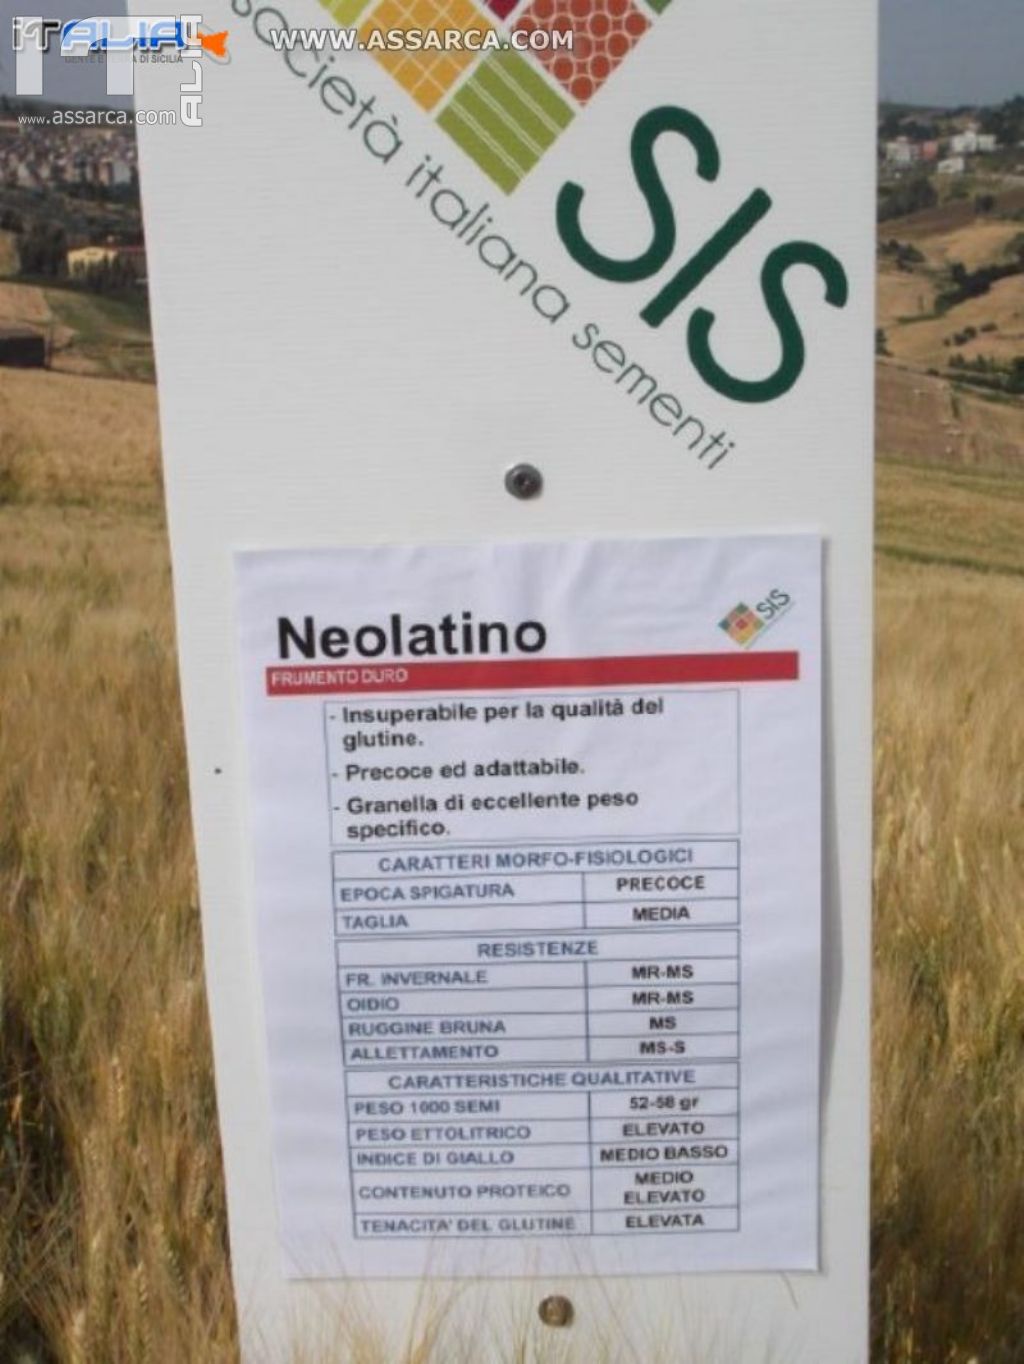 ITALIA
GENTE E TERRA DI SICILIA
www.assarca.com
WWW.ASSARCA.COM
società italiana sementi
SIS
Neolatino
SIS
FRUMENTO DURO
- Insuperabile per la qualità del
glutine.
- Precoce ed adattabile.
- Granella di eccellente peso
specifico.
CARATTERI MORFO-FISIOLOGICI
EPOCA SPIGATURA PRECOCE
TAGLIA MEDIA
RESISTENZE
FR. INVERNALE MR-MS
OIDIO MR-MS
RUGGINE BRUNA MS
ALLETTAMENTO MS-S
CARATTERISTICHE QUALITATIVE
PESO 1000 SEMI 52-58 gr
PESO ETTOLITRICO ELEVATO
INDICE DI GIALLO MEDIO BASSO
CONTENUTO PROTEICO MEDIO
ELEVATO
TENACITA' DEL GLUTINE ELEVATA